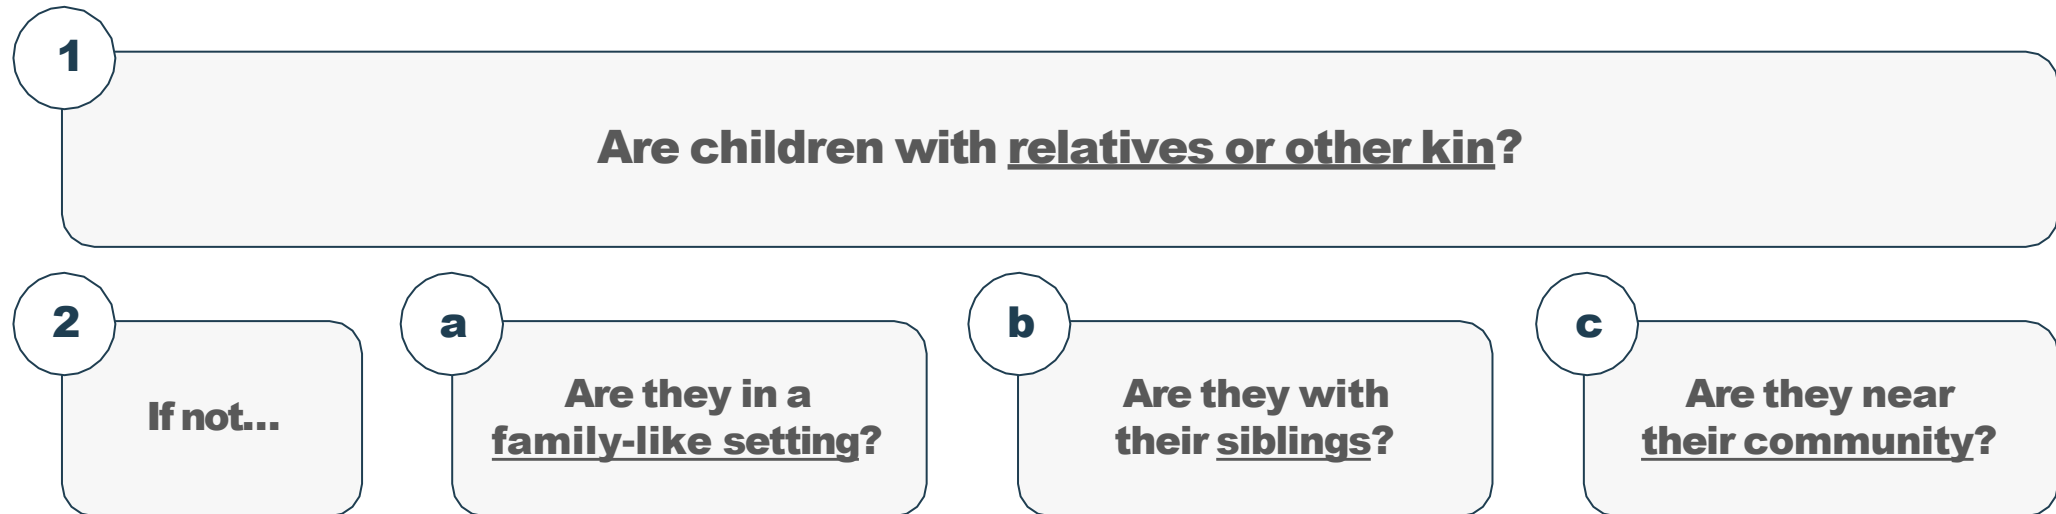 1
Are children with relatives or other kin?
2
If not...
a
Are they in a
family-like setting?
b
Are they with
their siblings?
c
Are they near
their community?